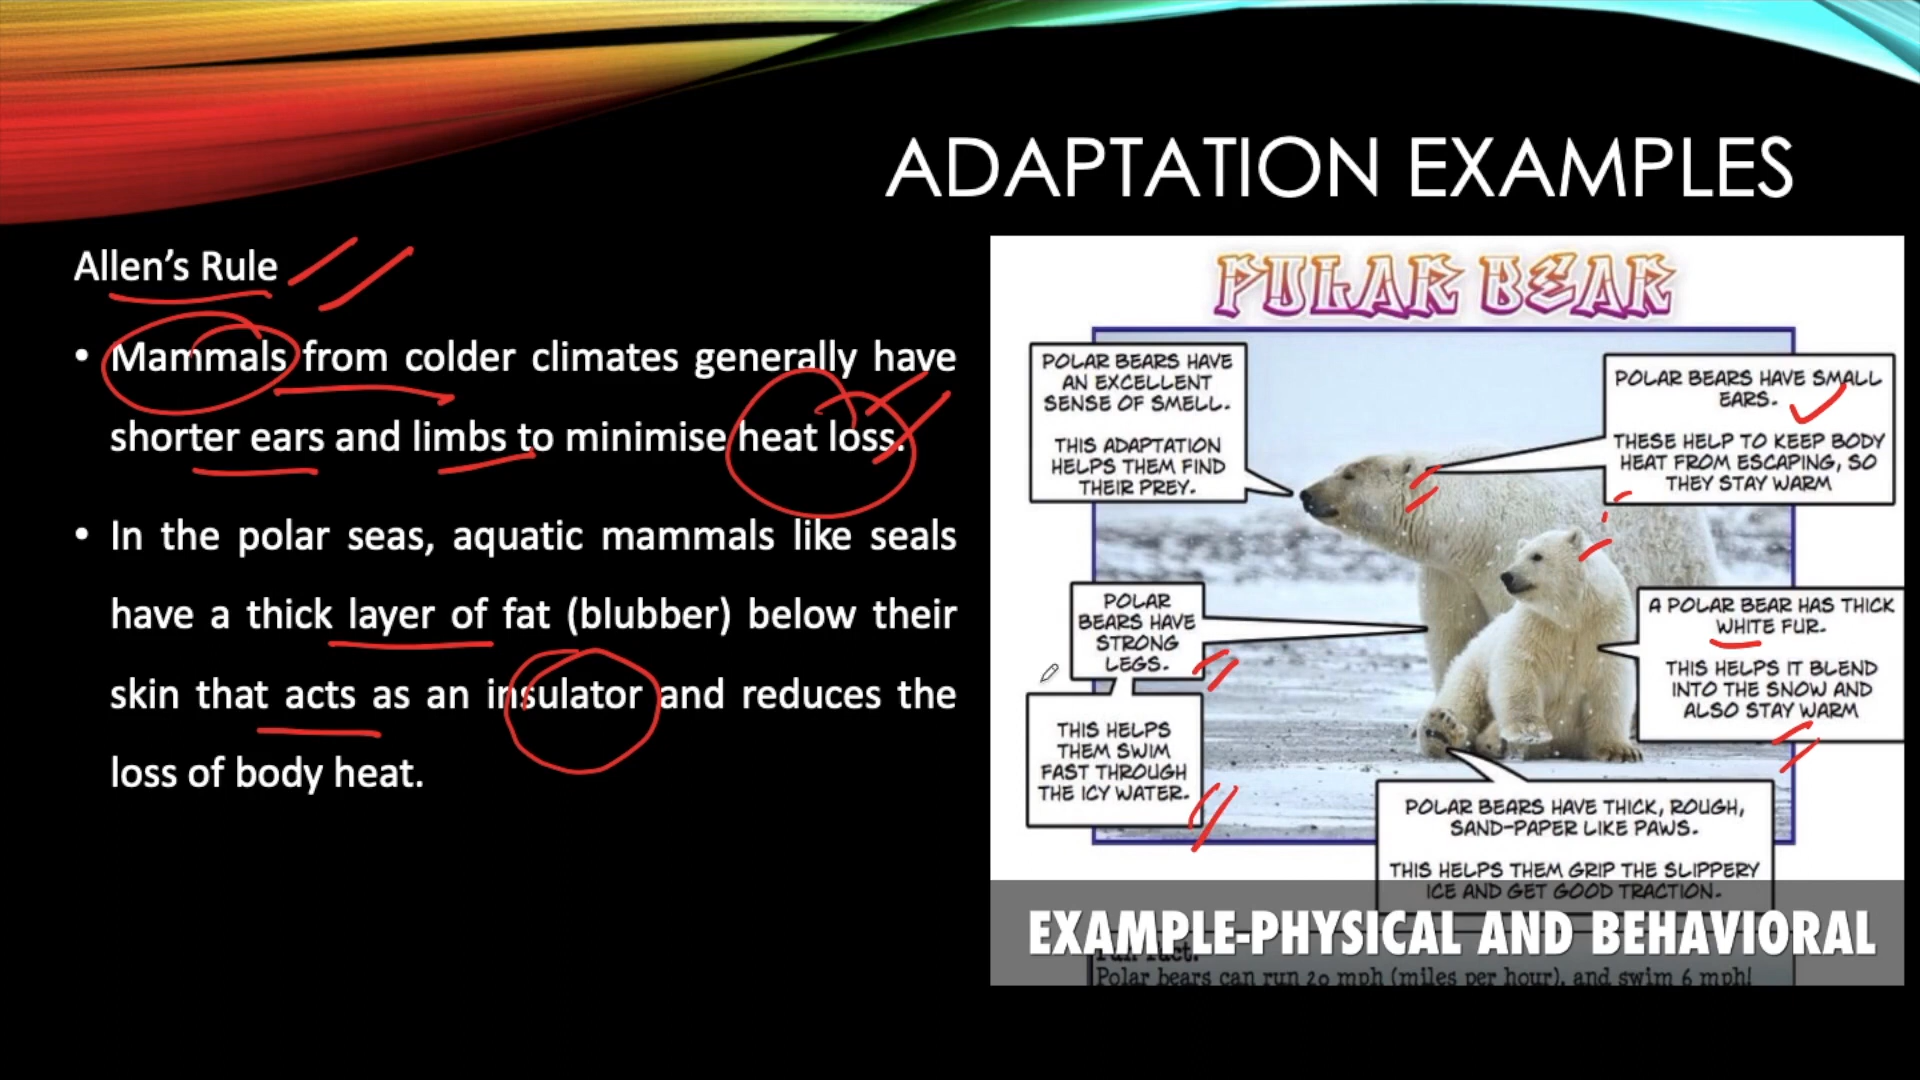 ADAPTATION EXAMPLES
Allen's Rule
• Mammals from colder climates generally have
shorter ears and limbs to minimise heat loss.
• In the polar seas, aquatic mammals like seals
have a thick layer of fat (blubber) below their
skin that acts as an insulator and reduces the
loss of body heat.
POLAR BEAR
POLAR BEARS HAVE
AN EXCELLENT
SENSE OF SMELL.
THIS ADAPTATION
HELPS THEM FIND
THEIR PREY.
POLAR BEARS HAVE SMALL
EARS.
THESE HELP TO KEEP BODY
HEAT FROM ESCAPING, SO
THEY STAY WARM
POLAR
BEARS HAVE
STRONG
LEGS.
THIS HELPS
THEM SWIM
FAST THROUGH
THE ICY WATER.
A POLAR BEAR HAS THICK
WHITE FUR.
THIS HELPS IT BLEND
INTO THE SNOW AND
ALSO STAY WARM
POLAR BEARS HAVE THICK, ROUGH,
SAND-PAPER LIKE PAWS.
THIS HELPS THEM GRIP THE SLIPPERY
ICE AND GET GOOD TRACTION.
EXAMPLE-PHYSICAL AND BEHAVIORAL
Fun Fact:
Polar bears can run 20 mph (miles per hour), and swim 6 mph!